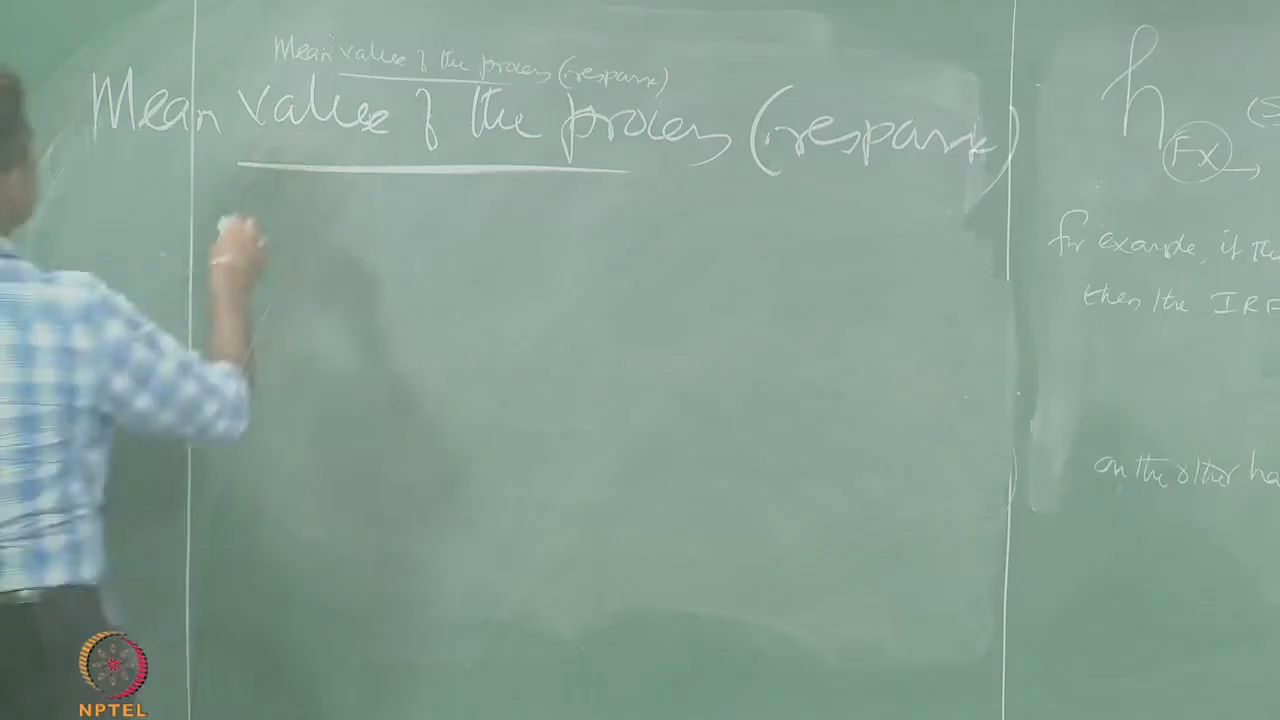 Mean value of the process (response)
Mean value of the process (response)
h
FX
for example, if the
then the IRF
on the other ha
NPTEL